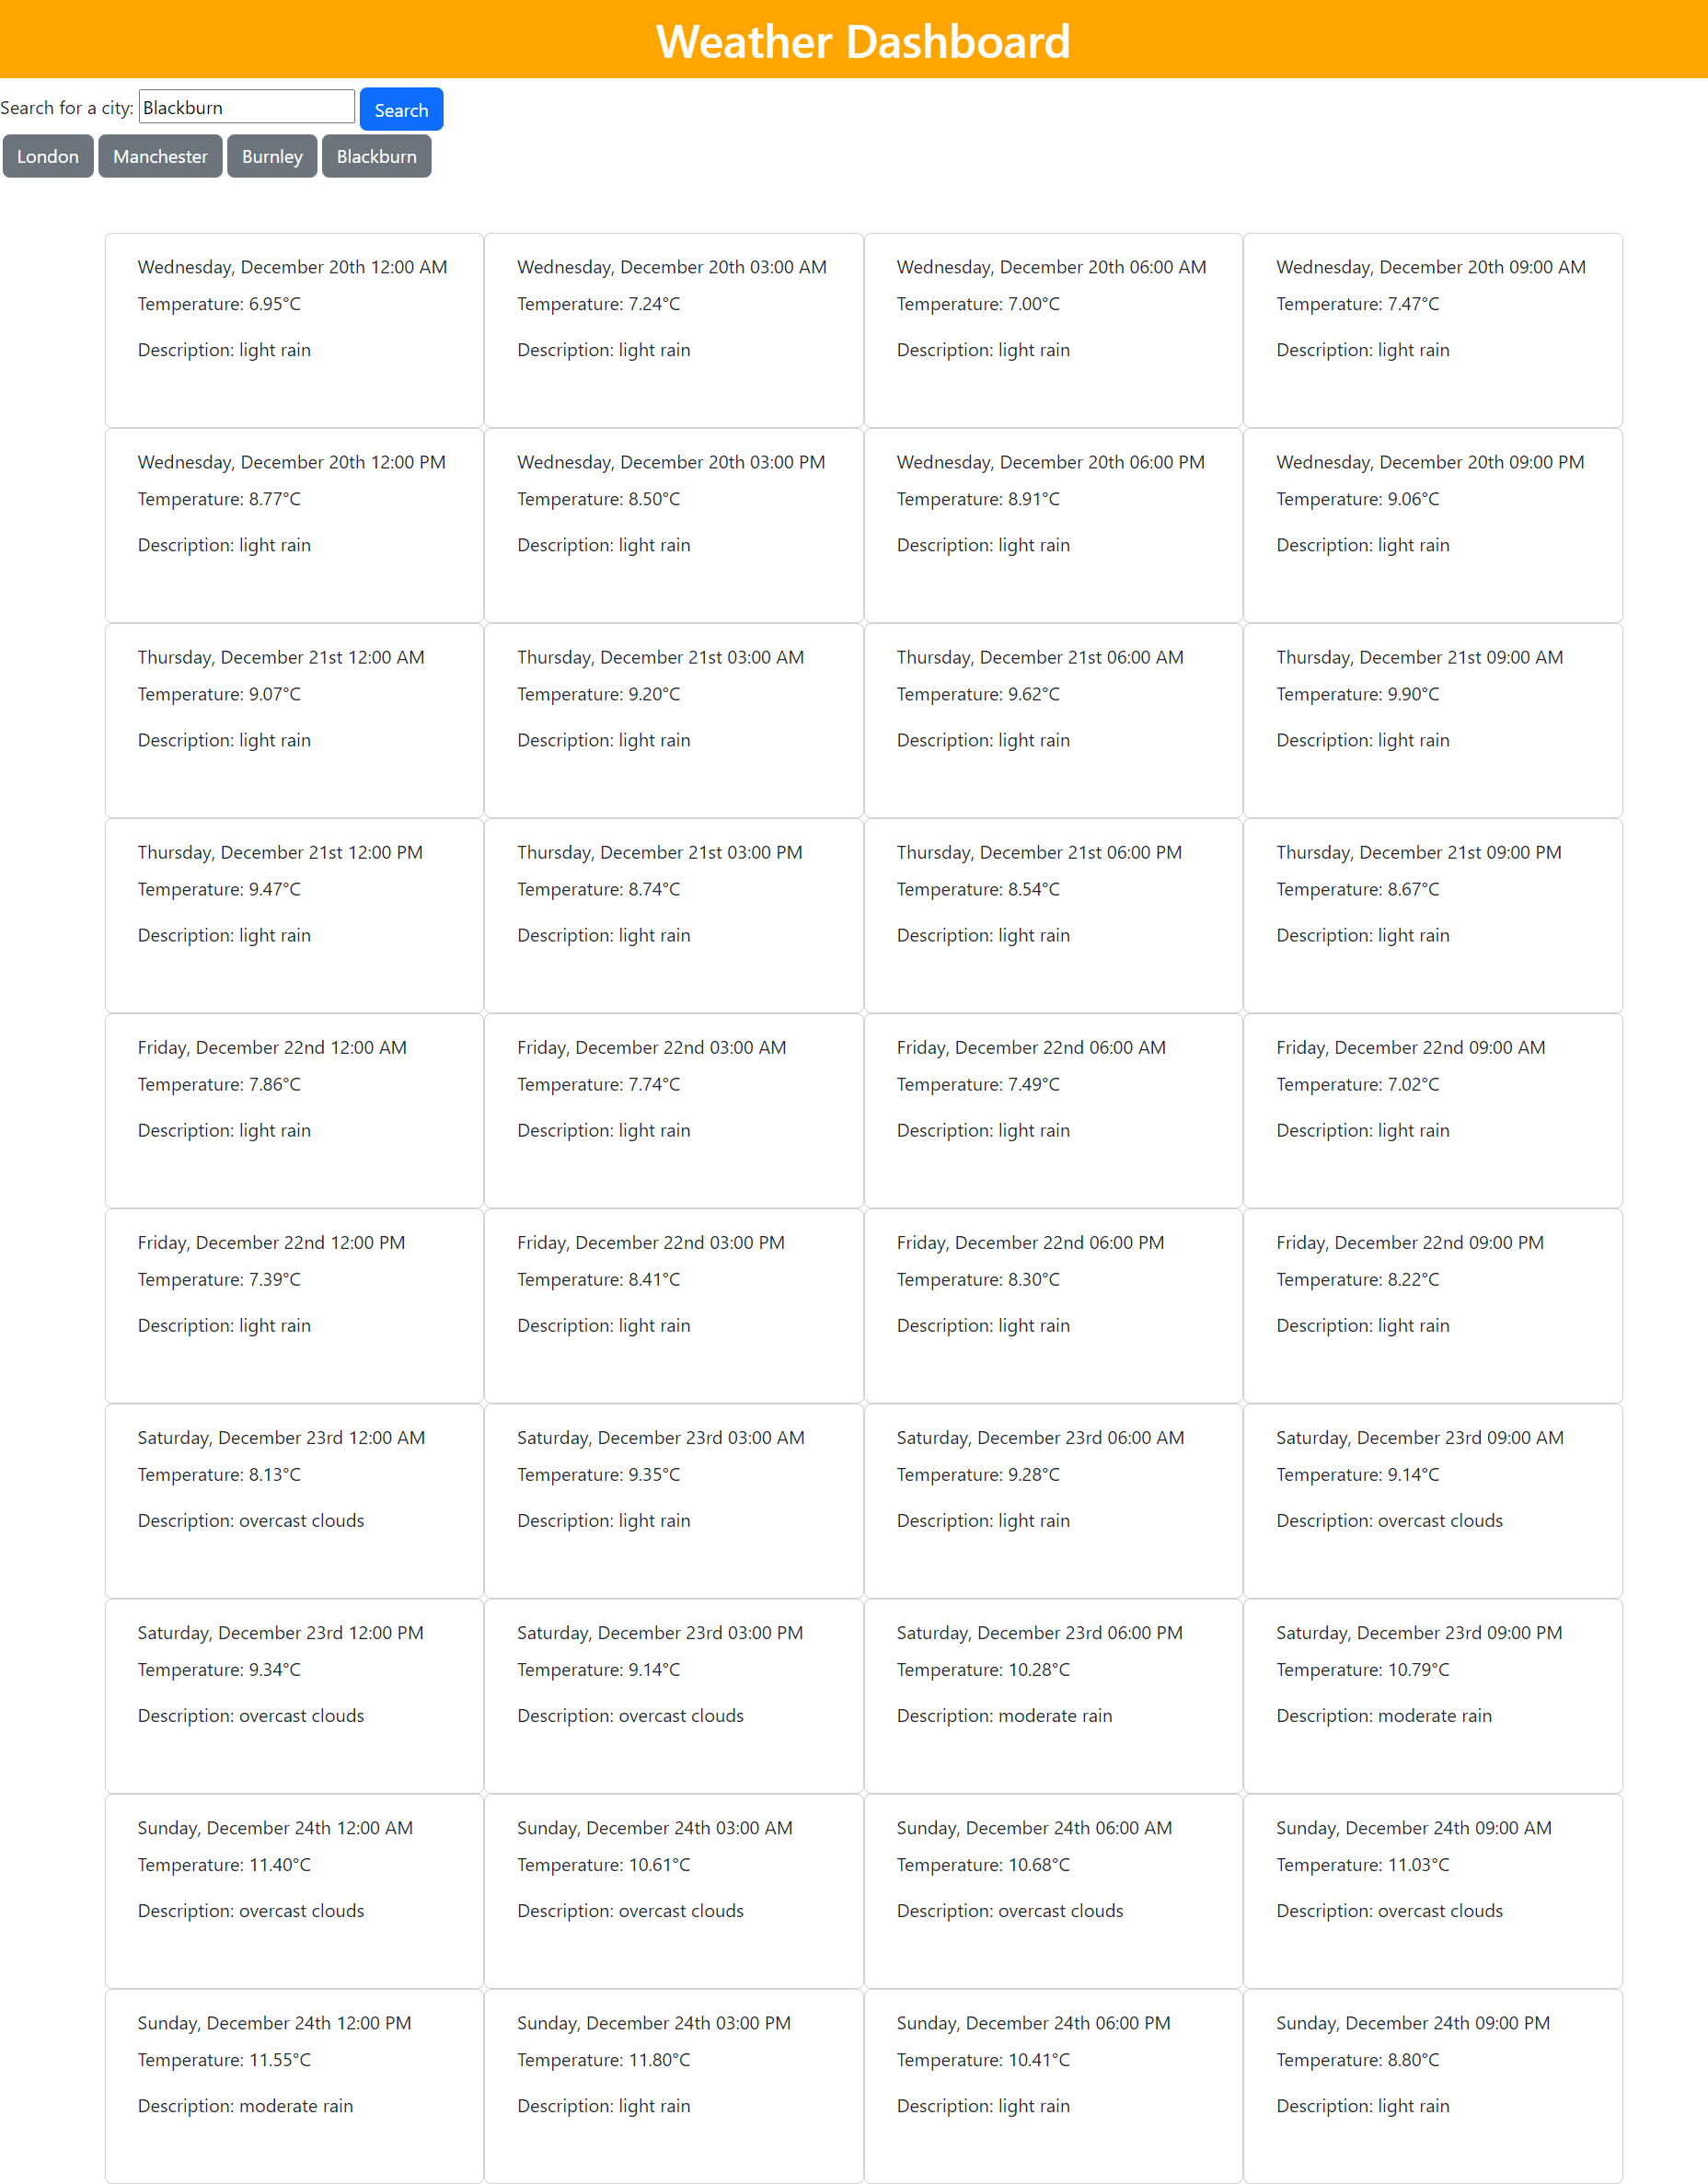 Weather Dashboard
Search for a city: Blackburn Search
London Manchester Burnley Blackburn
Wednesday, December 20th 12:00 AM
Temperature: 6.95°C
Description: light rain
Wednesday, December 20th 03:00 AM
Temperature: 7.24°C
Description: light rain
Wednesday, December 20th 06:00 AM
Temperature: 7.00°C
Description: light rain
Wednesday, December 20th 09:00 AM
Temperature: 7.47°C
Description: light rain
Wednesday, December 20th 12:00 PM
Temperature: 8.77°C
Description: light rain
Wednesday, December 20th 03:00 PM
Temperature: 8.50°C
Description: light rain
Wednesday, December 20th 06:00 PM
Temperature: 8.91°C
Description: light rain
Wednesday, December 20th 09:00 PM
Temperature: 9.06°C
Description: light rain
Thursday, December 21st 12:00 AM
Temperature: 9.07°C
Description: light rain
Thursday, December 21st 03:00 AM
Temperature: 9.20°C
Description: light rain
Thursday, December 21st 06:00 AM
Temperature: 9.62°C
Description: light rain
Thursday, December 21st 09:00 AM
Temperature: 9.90°C
Description: light rain
Thursday, December 21st 12:00 PM
Temperature: 9.47°C
Description: light rain
Thursday, December 21st 03:00 PM
Temperature: 8.74°C
Description: light rain
Thursday, December 21st 06:00 PM
Temperature: 8.54°C
Description: light rain
Thursday, December 21st 09:00 PM
Temperature: 8.67°C
Description: light rain
Friday, December 22nd 12:00 AM
Temperature: 7.86°C
Description: light rain
Friday, December 22nd 03:00 AM
Temperature: 7.74°C
Description: light rain
Friday, December 22nd 06:00 AM
Temperature: 7.49°C
Description: light rain
Friday, December 22nd 09:00 AM
Temperature: 7.02°C
Description: light rain
Friday, December 22nd 12:00 PM
Temperature: 7.39°C
Description: light rain
Friday, December 22nd 03:00 PM
Temperature: 8.41°C
Description: light rain
Friday, December 22nd 06:00 PM
Temperature: 8.30°C
Description: light rain
Friday, December 22nd 09:00 PM
Temperature: 8.22°C
Description: light rain
Saturday, December 23rd 12:00 AM
Temperature: 8.13°C
Description: overcast clouds
Saturday, December 23rd 03:00 AM
Temperature: 9.35°C
Description: light rain
Saturday, December 23rd 06:00 AM
Temperature: 9.28°C
Description: light rain
Saturday, December 23rd 09:00 AM
Temperature: 9.14°C
Description: overcast clouds
Saturday, December 23rd 12:00 PM
Temperature: 9.34°C
Description: overcast clouds
Saturday, December 23rd 03:00 PM
Temperature: 9.14°C
Description: overcast clouds
Saturday, December 23rd 06:00 PM
Temperature: 10.28°C
Description: moderate rain
Saturday, December 23rd 09:00 PM
Temperature: 10.79°C
Description: moderate rain
Sunday, December 24th 12:00 AM
Temperature: 11.40°C
Description: overcast clouds
Sunday, December 24th 03:00 AM
Temperature: 10.61°C
Description: overcast clouds
Sunday, December 24th 06:00 AM
Temperature: 10.68°C
Description: overcast clouds
Sunday, December 24th 09:00 AM
Temperature: 11.03°C
Description: overcast clouds
Sunday, December 24th 12:00 PM
Temperature: 11.55°C
Description: moderate rain
Sunday, December 24th 03:00 PM
Temperature: 11.80°C
Description: light rain
Sunday, December 24th 06:00 PM
Temperature: 10.41°C
Description: light rain
Sunday, December 24th 09:00 PM
Temperature: 8.80°C
Description: light rain